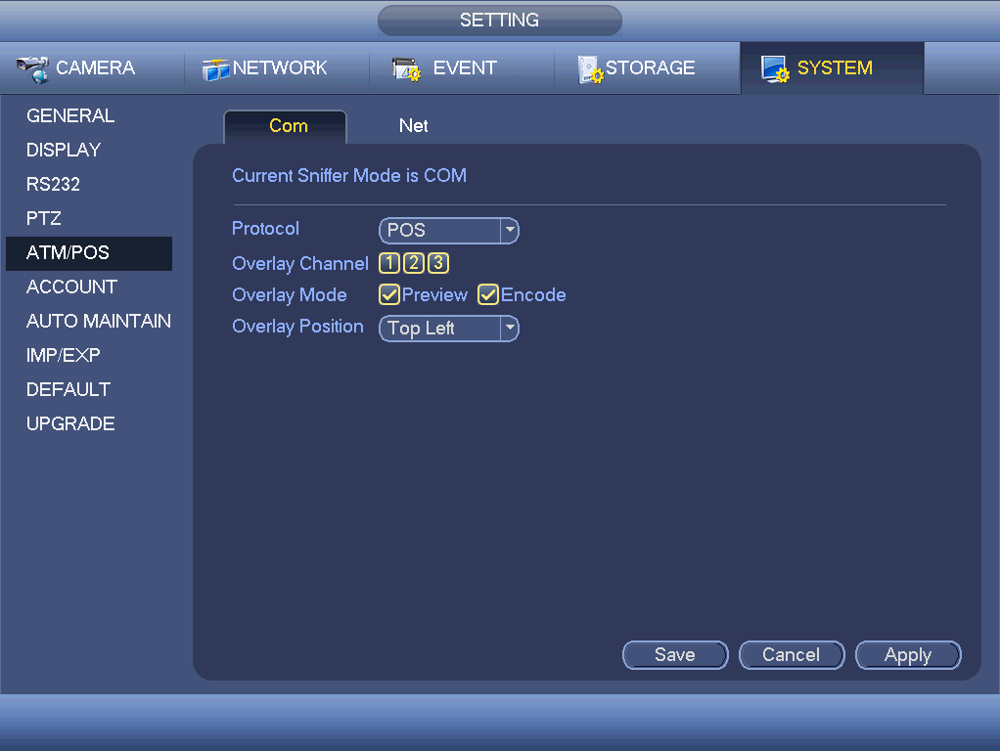 SETTING
CAMERA NETWORK EVENT STORAGE SYSTEM
GENERAL
DISPLAY
RS232
PTZ
ATM/POS
ACCOUNT
AUTO MAINTAIN
IMP/EXP
DEFAULT
UPGRADE
Com Net
Current Sniffer Mode is COM
Protocol POS
Overlay Channel 1 2 3
Overlay Mode Preview Encode
Overlay Position Top Left
Save Cancel Apply